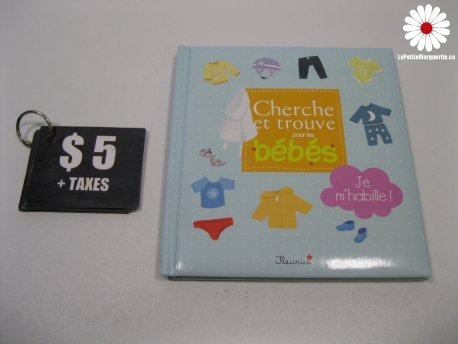 LaPetiteMarguerite.ca
$5
+ TAXES
Cherche
et trouve
pour les
bébés
Je
m'habille !
Fleurus